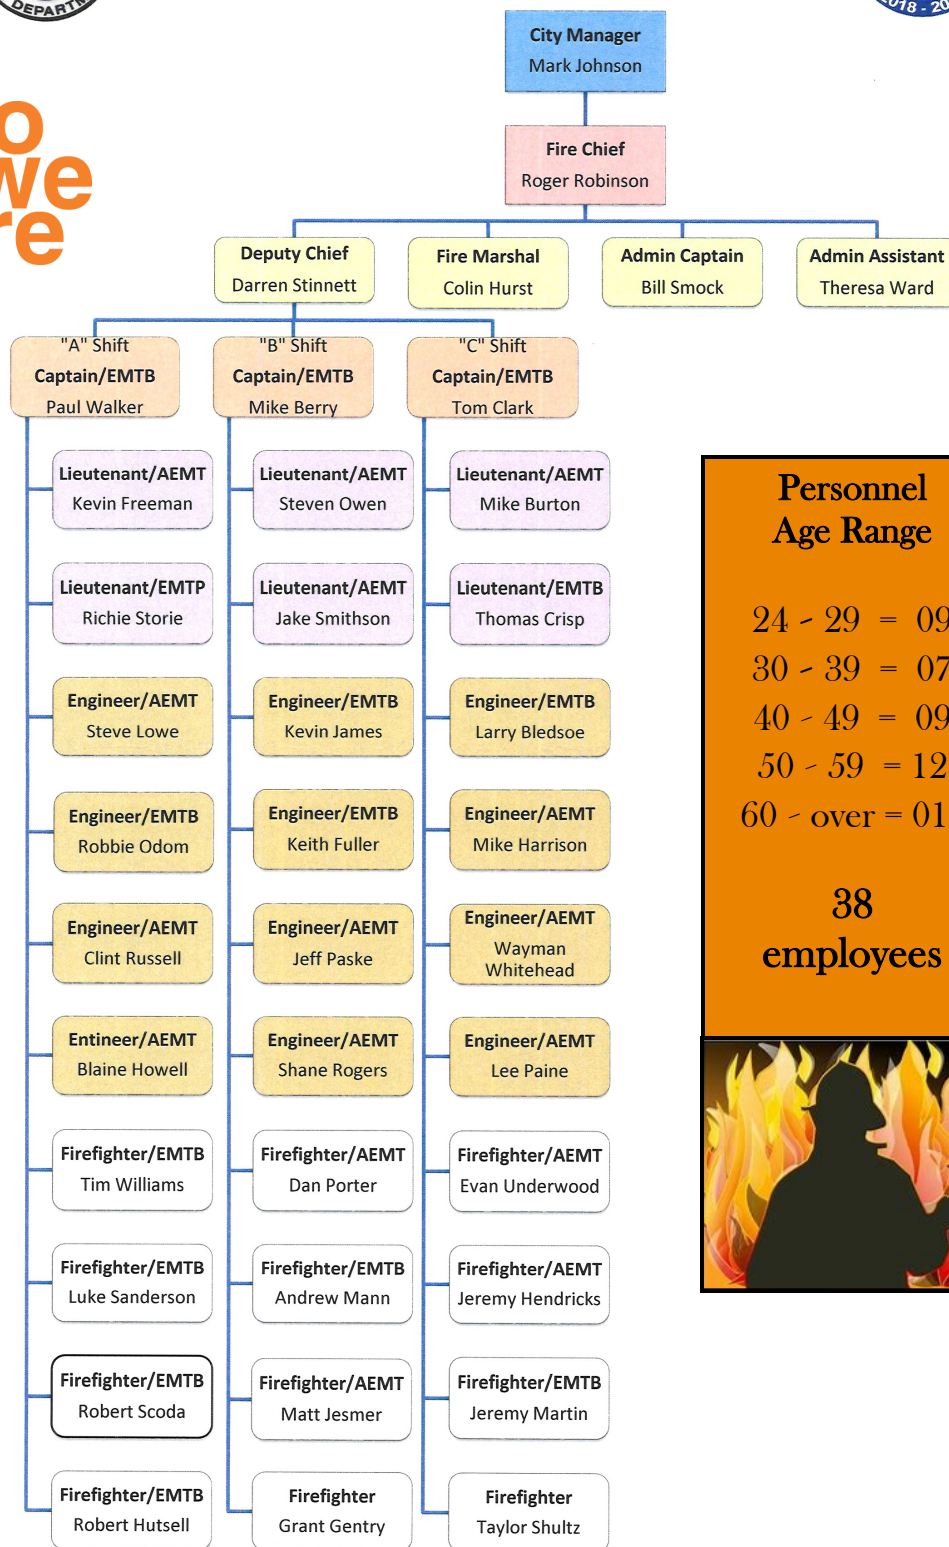 DEPARTM
2018 - 20
o
we
re
City Manager
Mark Johnson
Fire Chief
Roger Robinson
Deputy Chief
Darren Stinnett
Fire Marshal
Colin Hurst
Admin Captain
Bill Smock
Admin Assistant
Theresa Ward
"A" Shift
Captain/EMTB
Paul Walker
"B" Shift
Captain/EMTB
Mike Berry
"C" Shift
Captain/EMTB
Tom Clark
Lieutenant/AEMT
Kevin Freeman
Lieutenant/AEMT
Steven Owen
Lieutenant/AEMT
Mike Burton
Lieutenant/EMTP
Richie Storie
Lieutenant/AEMT
Jake Smithson
Lieutenant/EMTB
Thomas Crisp
Engineer/AEMT
Steve Lowe
Engineer/EMTB
Kevin James
Engineer/EMTB
Larry Bledsoe
Engineer/EMTB
Robbie Odom
Engineer/EMTB
Keith Fuller
Engineer/AEMT
Mike Harrison
Engineer/AEMT
Clint Russell
Engineer/AEMT
Jeff Paske
Engineer/AEMT
Wayman
Whitehead
Entineer/AEMT
Blaine Howell
Engineer/AEMT
Shane Rogers
Engineer/AEMT
Lee Paine
Firefighter/EMTB
Tim Williams
Firefighter/AEMT
Dan Porter
Firefighter/AEMT
Evan Underwood
Firefighter/EMTB
Luke Sanderson
Firefighter/EMTB
Andrew Mann
Firefighter/AEMT
Jeremy Hendricks
Firefighter/EMTB
Robert Scoda
Firefighter/AEMT
Matt Jesmer
Firefighter/EMTB
Jeremy Martin
Firefighter/EMTB
Robert Hutsell
Firefighter
Grant Gentry
Firefighter
Taylor Shultz
Personnel
Age Range
24 - 29 = 09
30 - 39 = 07
40 - 49 = 09
50 - 59 = 12
60 - over = 01
38
employees